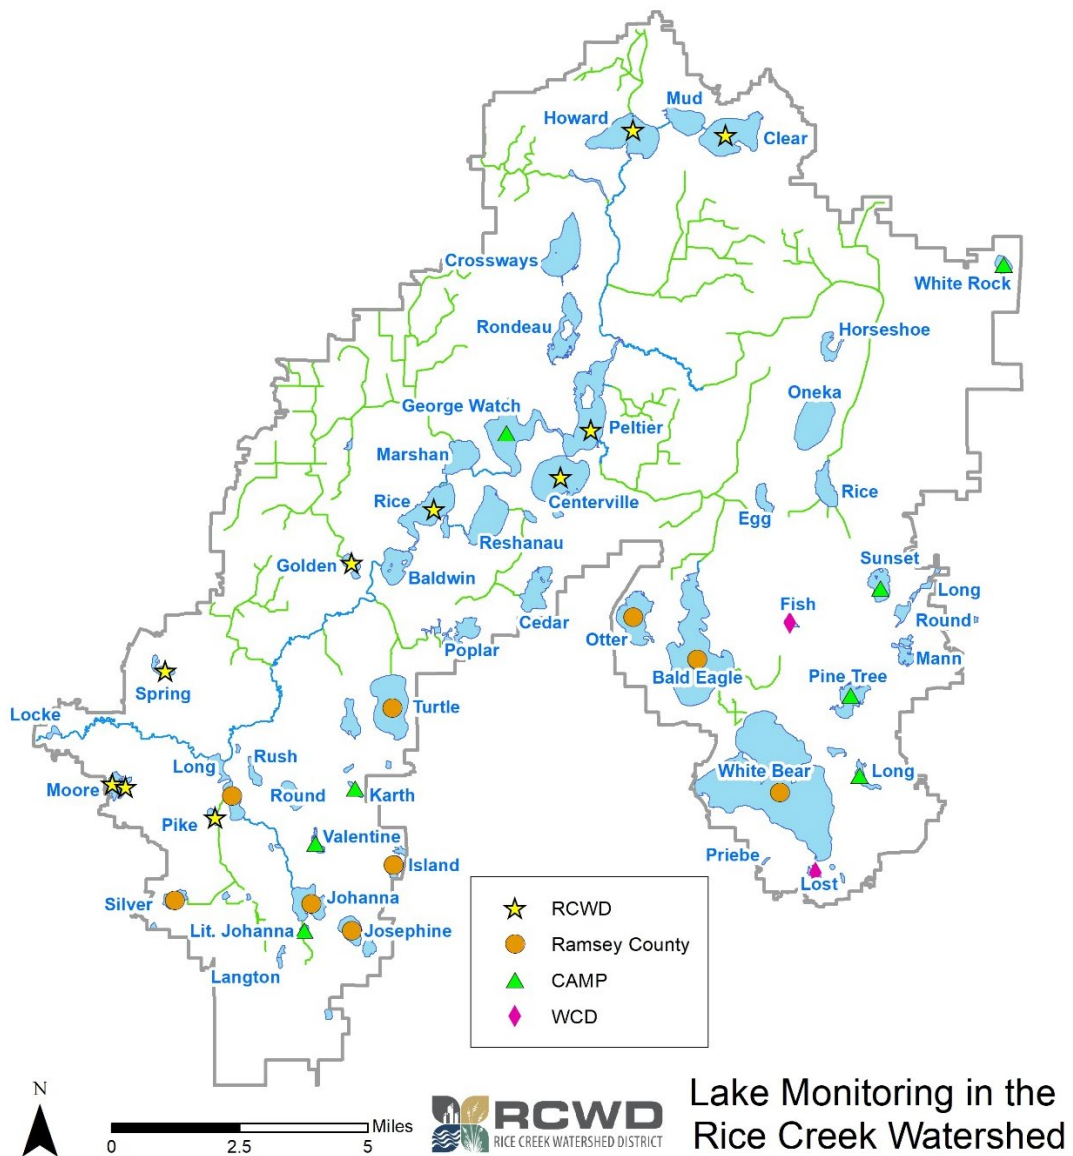 Mud
Howard
Clear
Crossways
White Rock
Rondeau
Horseshoe
Oneka
George Watch
Peltier
Marshan
Centerville
Rice
Rice
Egg
Reshanau
Sunset
Golden
Baldwin
Long
Fish
Round
Cedar
Otter
Poplar
Mann
Bald Eagle
Pine Tree
Spring
Turtle
Locke
Rush
Long
White Bear
Long
Moore
Round
Karth
Pike
Valentine
Priebe
Island
Lost
Silver
Johanna
Lit. Johanna
Josephine
Langton
RCWD
Ramsey County
CAMP
WCD
N
Miles
0 2.5 5
RCWD
RICE CREEK WATERSHED DISTRICT
Lake Monitoring in the
Rice Creek Watershed